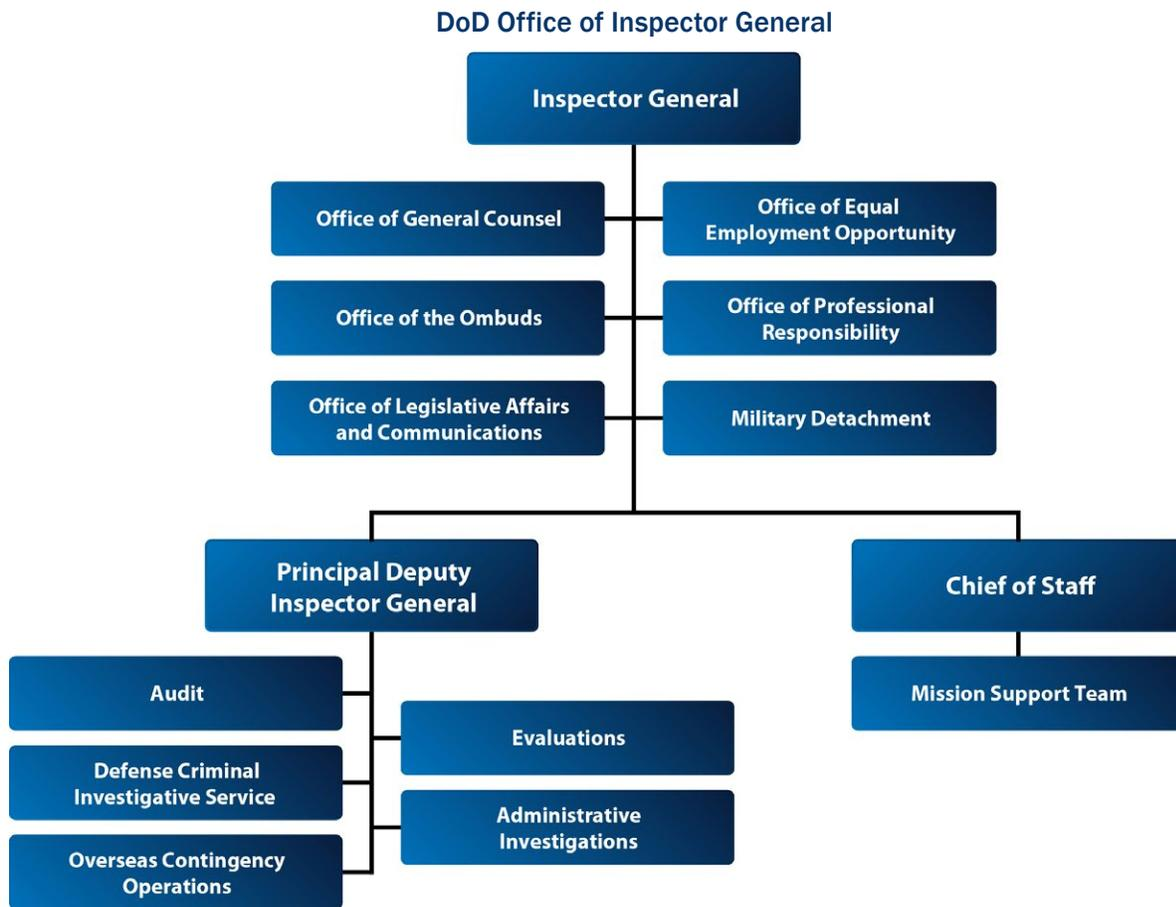 DoD Office of Inspector General
Inspector General
Office of General Counsel
Office of Equal
Employment Opportunity
Office of the Ombuds
Office of Professional
Responsibility
Office of Legislative Affairs
and Communications
Military Detachment
Principal Deputy
Inspector General
Chief of Staff
Audit
Mission Support Team
Evaluations
Defense Criminal
Investigative Service
Administrative
Investigations
Overseas Contingency
Operations